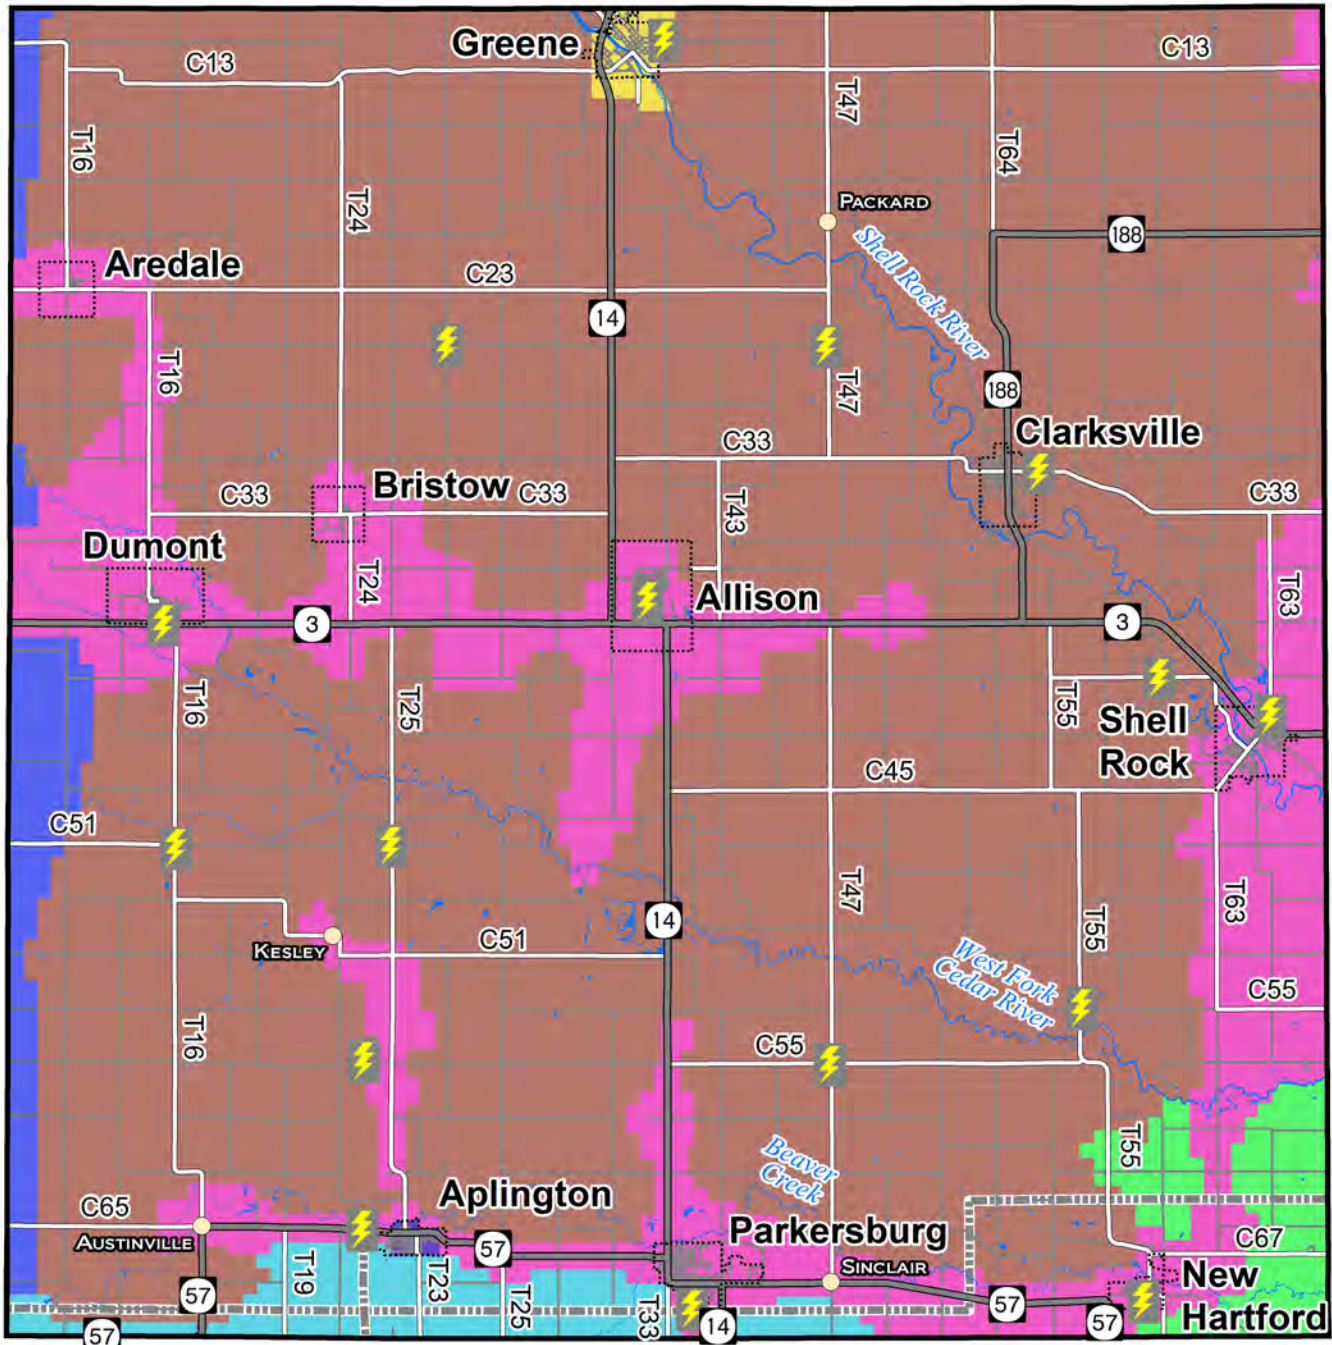 Greene
C13
C13
T47
T16
T64
T24
PACKARD
188
Shell Rock River
Aredale
C23
14
T16
T47
188
Clarksville
C33
Bristow
C33
C33
C33
T43
Dumont
T24
Allison
3
3
T63
T16
T25
T55
Shell
Rock
C45
C51
T47
T63
14
T55
KESLEY
C51
West Fork
Cedar River
C55
T16
C55
T55
Beaver
Creek
Aplington
C65
AUSTINVILLE
57
Parkersburg
C67
SINCLAIR
New
Hartford
T19
T23
T25
T33
57
57
57
14
57